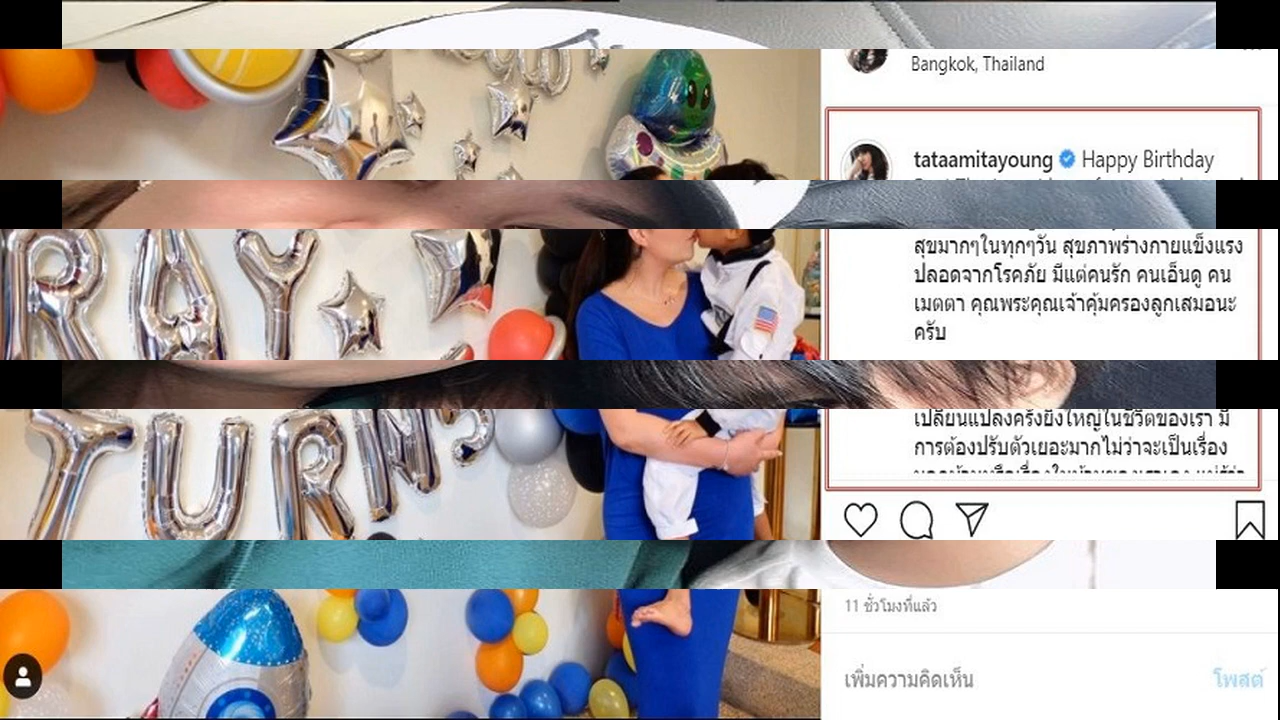 Bangkok, Thailand
tataamitayoung Happy Birthday
สุขมากๆในทุกๆวัน สุขภาพร่างกายแข็งแรง
ปลอดจากโรคภัย มีแต่คนรัก คนเอ็นดู คน
เมตตา คุณพระคุณเจ้าคุ้มครองลูกเสมอนะ
ครับ
RAY
เปลี่ยนแปลงครั้งยิ่งใหญ่ในชีวิตของเรา มี
การต้องปรับตัวเยอะมากไม่ว่าจะเป็นเรื่อง
TURNS
11 ชั่วโมงที่แล้ว
เพิ่มความคิดเห็น
โพสต์